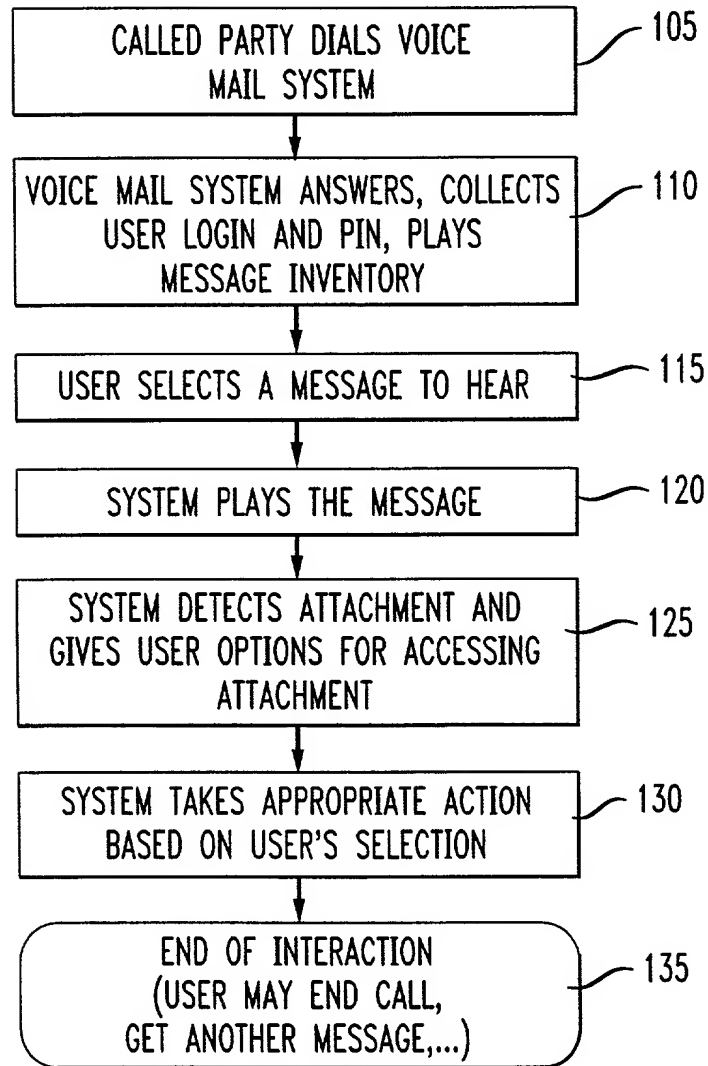 CALLED PARTY DIALS VOICE
MAIL SYSTEM
105
VOICE MAIL SYSTEM ANSWERS, COLLECTS
USER LOGIN AND PIN, PLAYS
MESSAGE INVENTORY
110
USER SELECTS A MESSAGE TO HEAR
115
SYSTEM PLAYS THE MESSAGE
120
SYSTEM DETECTS ATTACHMENT AND
GIVES USER OPTIONS FOR ACCESSING
ATTACHMENT
125
SYSTEM TAKES APPROPRIATE ACTION
BASED ON USER'S SELECTION
130
END OF INTERACTION
(USER MAY END CALL,
GET ANOTHER MESSAGE,...)
135